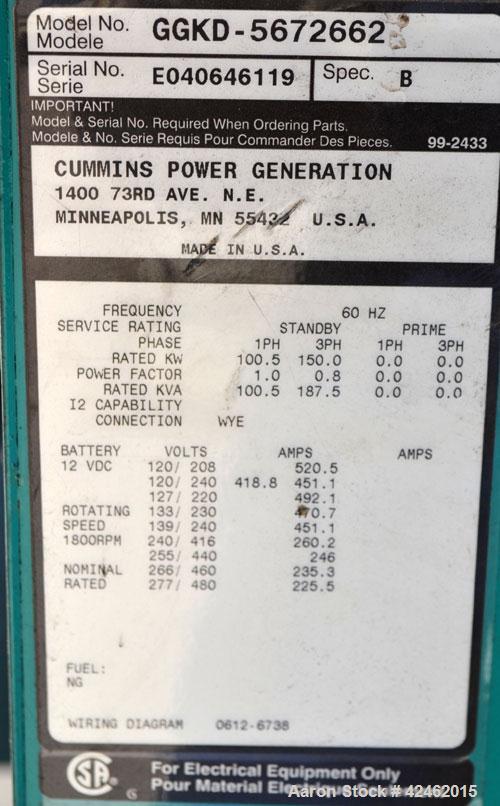 Model No.
Modele
GGKD-5672662
Serial No.
Serie
E040646119
Spec. B
IMPORTANT!
Model & Serial No. Required When Ordering Parts.
Modele & No. Serie Requis Pour Commander Des Pieces. 99-2433
CUMMINS POWER GENERATION
1400 73RD AVE. N.E.
MINNEAPOLIS, MN 55432 U.S.A.
MADE IN U.S.A.
FREQUENCY 60 HZ
SERVICE RATING STANDBY PRIME
PHASE 1PH 3PH 1PH 3PH
RATED KW 100.5 150.0 0.0 0.0
POWER FACTOR 1.0 0.8 0.0 0.0
RATED KVA 100.5 187.5 0.0 0.0
I2 CAPABILITY
CONNECTION WYE
BATTERY VOLTS AMPS AMPS
12 VDC 120/ 208 520.5
120/ 240 418.8 451.1
127/ 220 492.1
ROTATING 133/ 230 470.7
SPEED 139/ 240 451.1
1800RPM 240/ 416 260.2
255/ 440 246
NOMINAL 266/ 460 235.3
RATED 277/ 480 225.5
FUEL:
NG
WIRING DIAGRAM 0612-6738
SA
For Electrical Equipment Only
Pour Material
Aaron Stock # 42462015